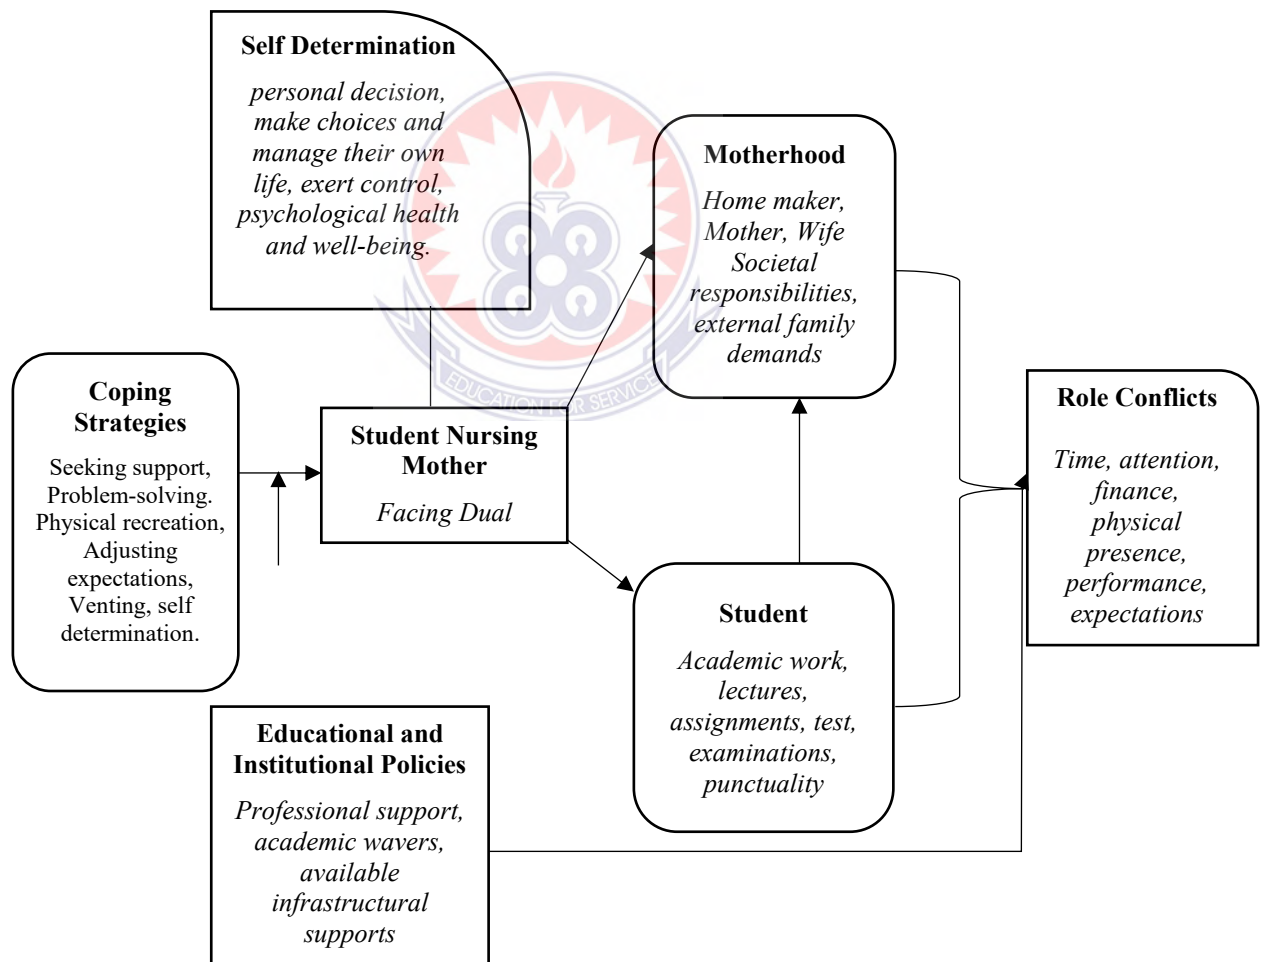 Self Determination
personal decision,
make choices and
manage their own
life, exert control,
psychological health
and well-being.
Motherhood
Home maker,
Mother, Wife
Societal
responsibilities,
external family
demands
Coping
Strategies
Seeking support,
Problem-solving.
Physical recreation,
Adjusting
expectations,
Venting, self
determination.
EDUCATION FOR SERVICE
Student Nursing
Mother
Facing Dual
Role Conflicts
Time, attention,
finance,
physical
presence,
performance,
expectations
Student
Academic work,
lectures,
assignments, test,
examinations,
punctuality
Educational and
Institutional Policies
Professional support,
academic wavers,
available
infrastructural
supports